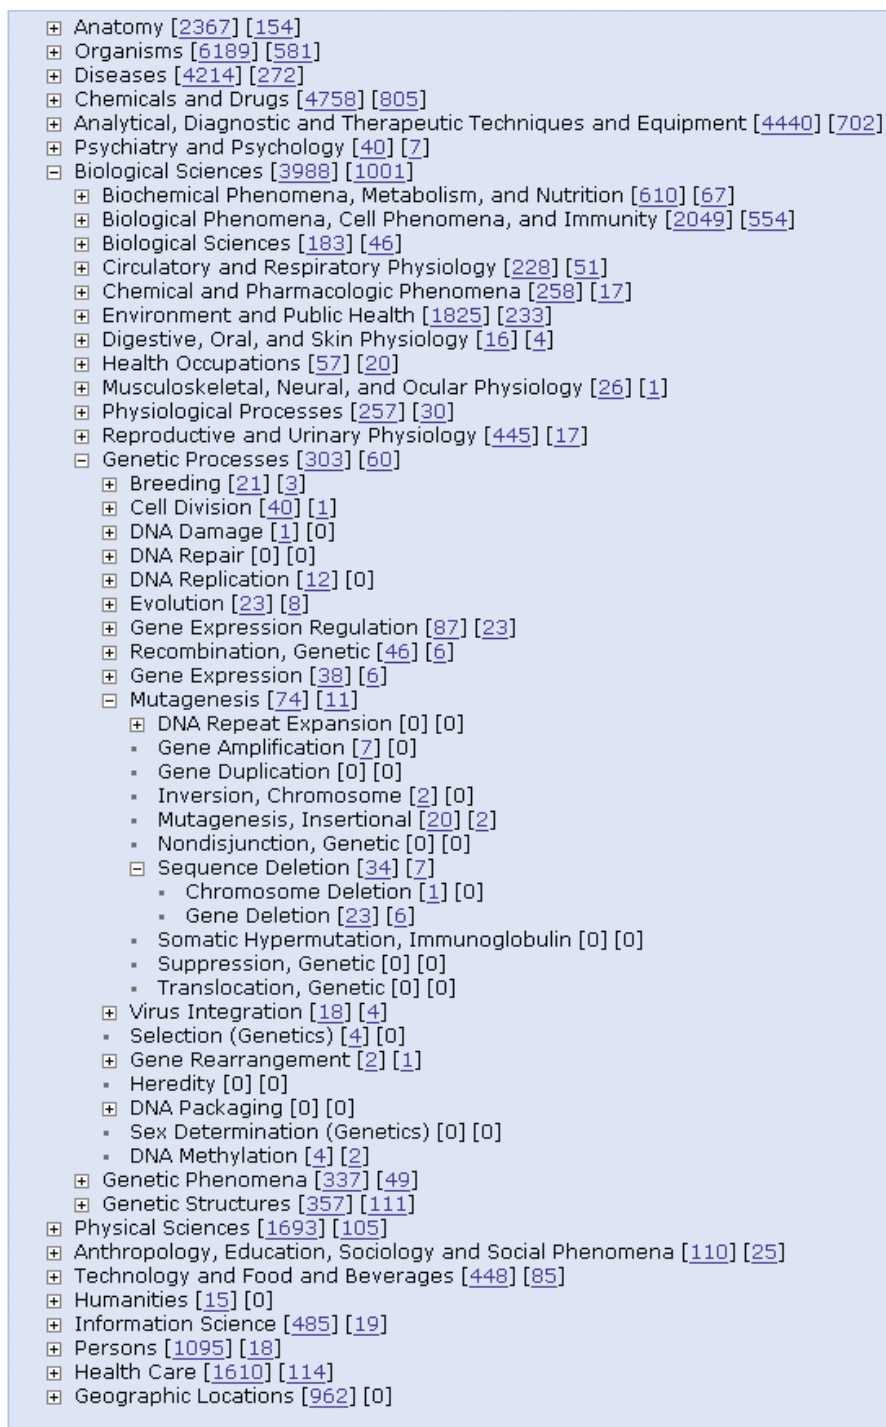 Anatomy [2367] [154]
Organisms [6189] [581]
Diseases [4214] [272]
Chemicals and Drugs [4758] [805]
Analytical, Diagnostic and Therapeutic Techniques and Equipment [4440] [702]
Psychiatry and Psychology [40] [7]
Biological Sciences [3988] [1001]
Biochemical Phenomena, Metabolism, and Nutrition [610] [67]
Biological Phenomena, Cell Phenomena, and Immunity [2049] [554]
Biological Sciences [183] [46]
Circulatory and Respiratory Physiology [228] [51]
Chemical and Pharmacologic Phenomena [258] [17]
Environment and Public Health [1825] [233]
Digestive, Oral, and Skin Physiology [16] [4]
Health Occupations [57] [20]
Musculoskeletal, Neural, and Ocular Physiology [26] [1]
Physiological Processes [257] [30]
Reproductive and Urinary Physiology [445] [17]
Genetic Processes [303] [60]
Breeding [21] [3]
Cell Division [40] [1]
DNA Damage [1] [0]
DNA Repair [0] [0]
DNA Replication [12] [0]
Evolution [23] [8]
Gene Expression Regulation [87] [23]
Recombination, Genetic [46] [6]
Gene Expression [38] [6]
Mutagenesis [74] [11]
DNA Repeat Expansion [0] [0]
Gene Amplification [7] [0]
Gene Duplication [0] [0]
Inversion, Chromosome [2] [0]
Mutagenesis, Insertional [20] [2]
Nondisjunction, Genetic [0] [0]
Sequence Deletion [34] [7]
Chromosome Deletion [1] [0]
Gene Deletion [23] [6]
Somatic Hypermutation, Immunoglobulin [0] [0]
Suppression, Genetic [0] [0]
Translocation, Genetic [0] [0]
Virus Integration [18] [4]
Selection (Genetics) [4] [0]
Gene Rearrangement [2] [1]
Heredity [0] [0]
DNA Packaging [0] [0]
Sex Determination (Genetics) [0] [0]
DNA Methylation [4] [2]
Genetic Phenomena [337] [49]
Genetic Structures [357] [111]
Physical Sciences [1693] [105]
Anthropology, Education, Sociology and Social Phenomena [110] [25]
Technology and Food and Beverages [448] [85]
Humanities [15] [0]
Information Science [485] [19]
Persons [1095] [18]
Health Care [1610] [114]
Geographic Locations [962] [0]